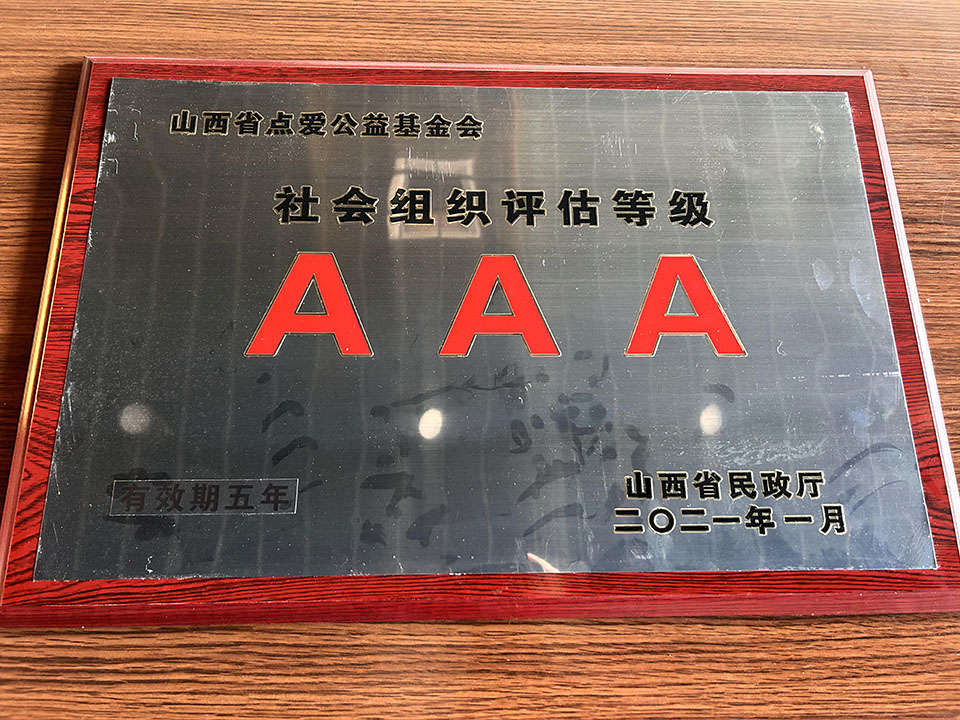 山西省点爱公益基金会
社会组织评估等级
AAA
有效期五年
山西省民政厅
二〇二一年一月